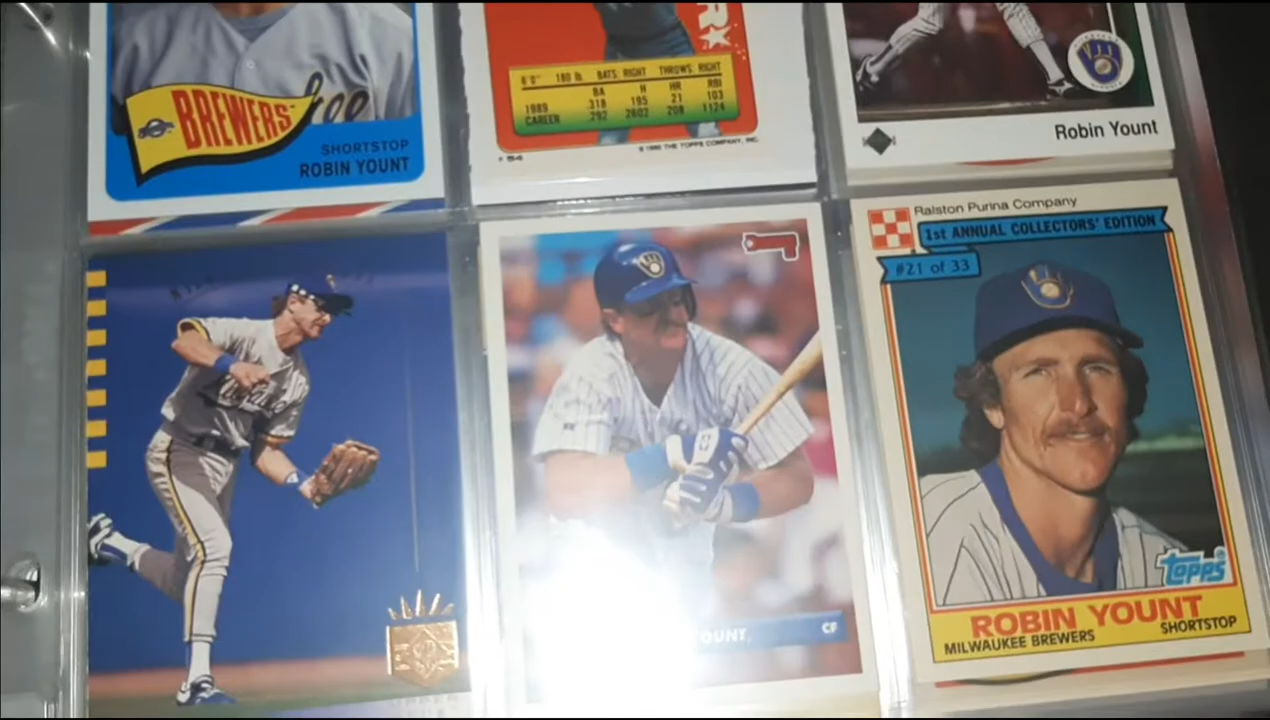 BREWERS
SHORTSTOP
ROBIN YOUNT
6'0" 180 lb. BATS: RIGHT THROWS: RIGHT
BA H HR RBI
1989 .318 195 21 103
CAREER .292 2602 208 1124
© 1990 THE TOPPS COMPANY, INC.
Robin Yount
OUNT,
CF
Ralston Purina Company
1st ANNUAL COLLECTORS' EDITION
#21 of 33
topps
ROBIN YOUNT
MILWAUKEE BREWERS SHORTSTOP